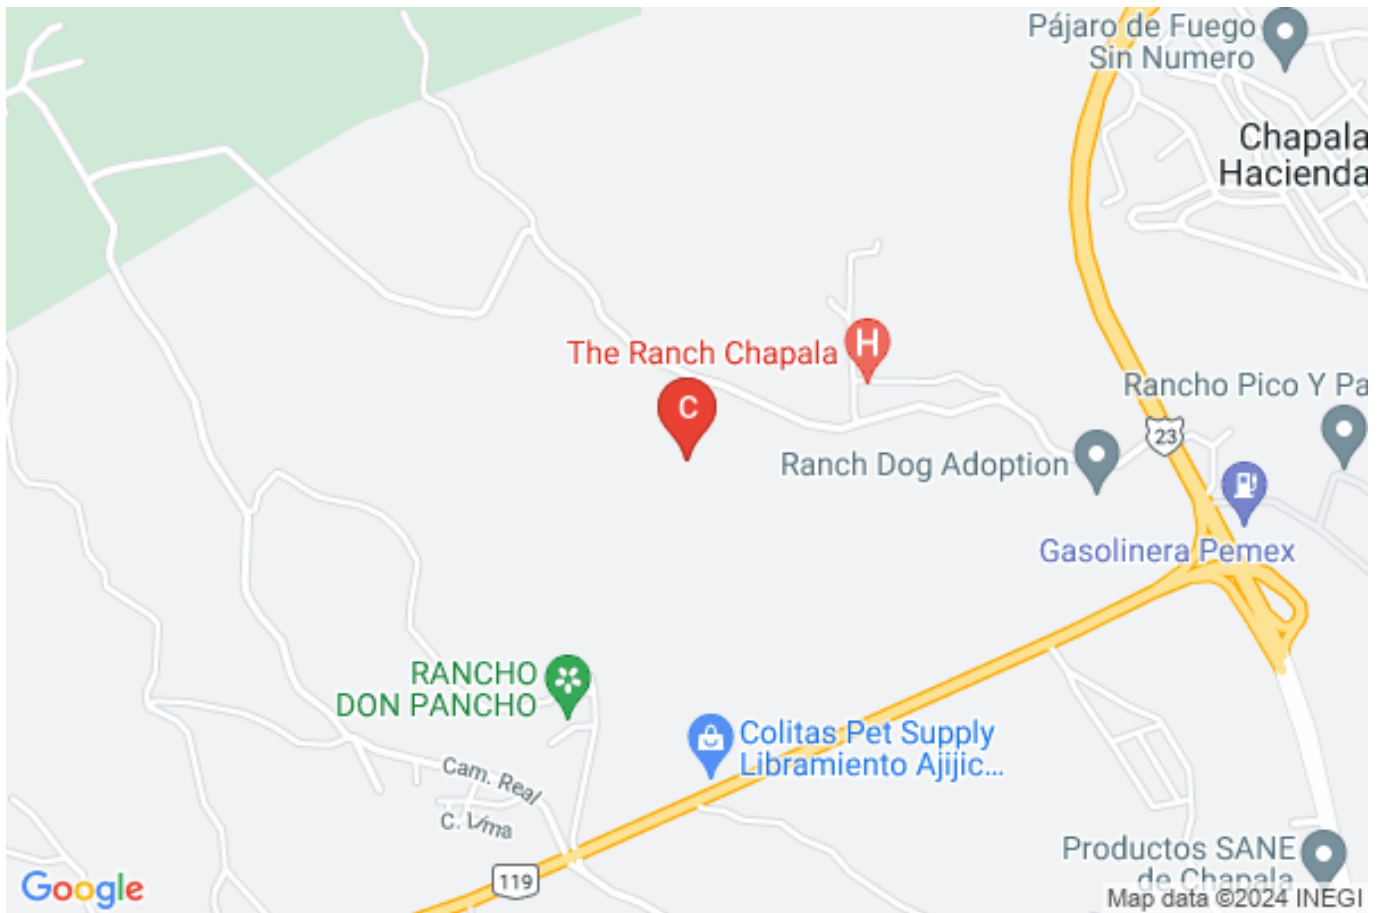 Pájaro de Fuego
Sin Numero
Chapala
Hacienda
The Ranch Chapala
H
C
Rancho Pico Y Pa
23
Ranch Dog Adoption
Gasolinera Pemex
RANCHO
DON PANCHO
Colitas Pet Supply
Libramiento Ajijic...
Cam. Real
C. Lima
Productos SANE
de Chapala
119
Google
Map data ©2024 INEGI